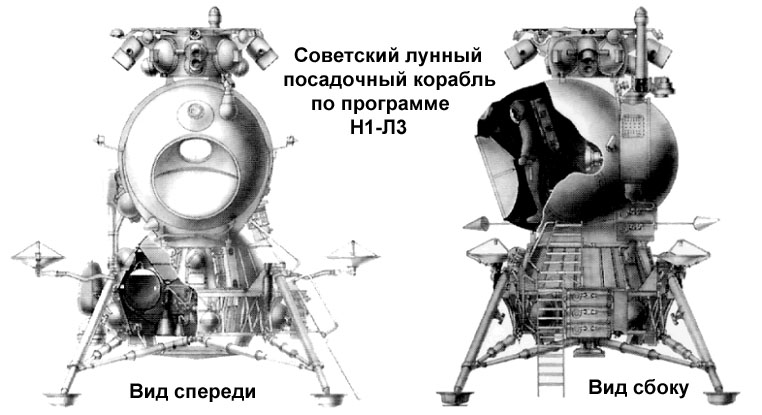 Советский лунный
посадочный корабль
по программе
Н1-Л3
Вид спереди
Вид сбоку